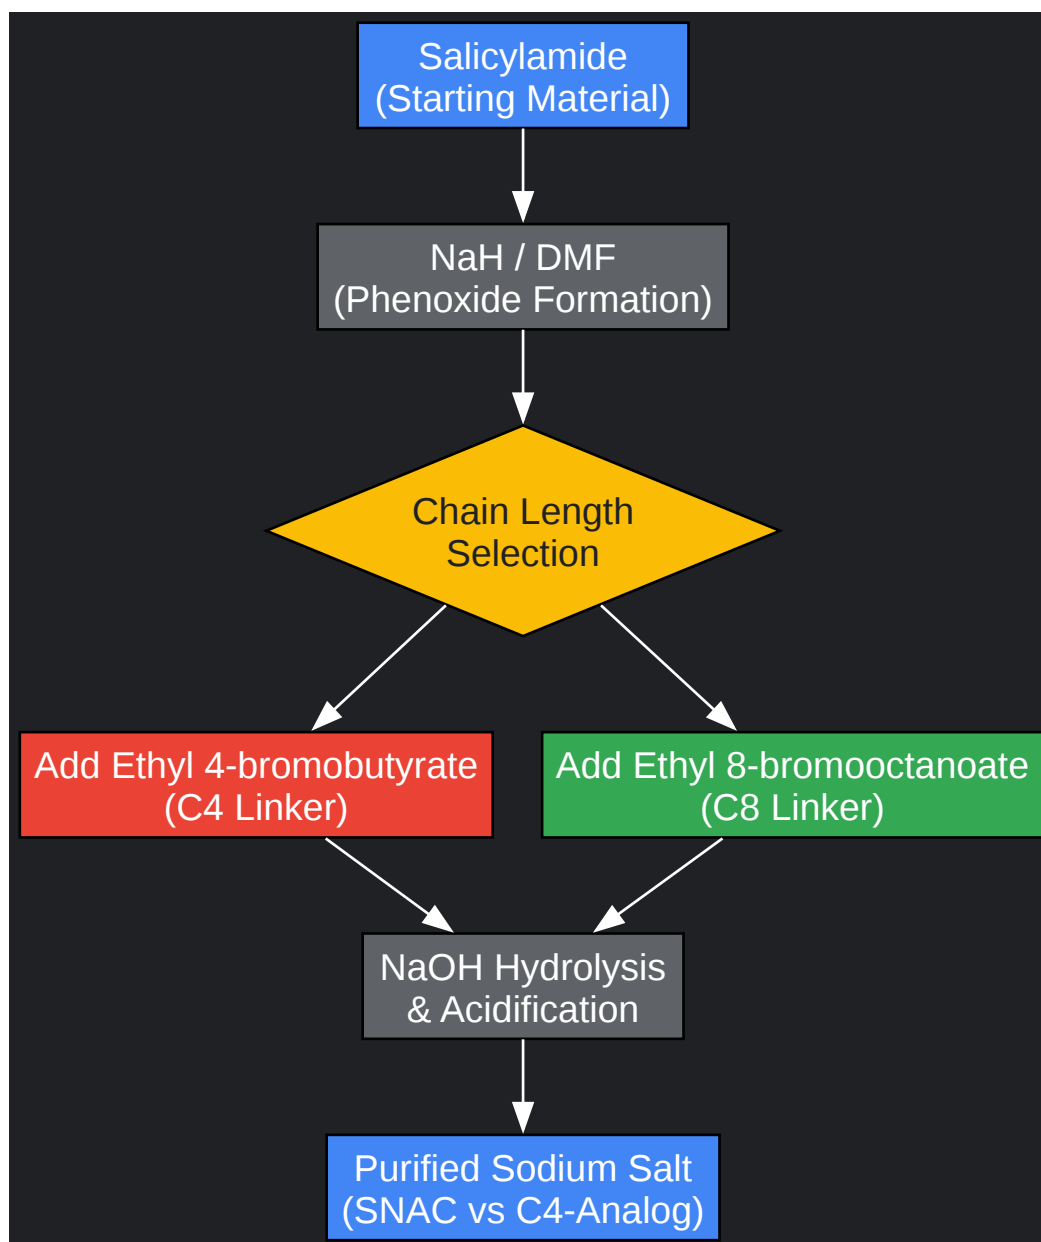 Salicylamide
(Starting Material)
NaH / DMF
(Phenoxide Formation)
Chain Length
Selection
Add Ethyl 4-bromobutyrate
(C4 Linker)
Add Ethyl 8-bromooctanoate
(C8 Linker)
NaOH Hydrolysis
& Acidification
Purified Sodium Salt
(SNAC vs C4-Analog)